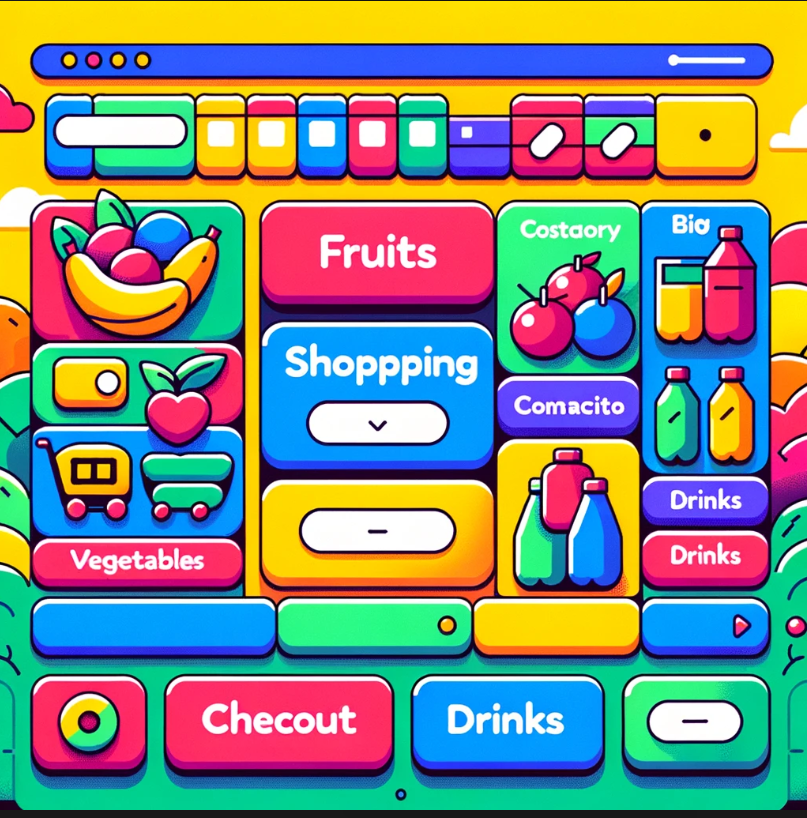 Fruits
Costaory
Bio
Shoppping
Comacito
Drinks
Drinks
Vegetables
Checout
Drinks